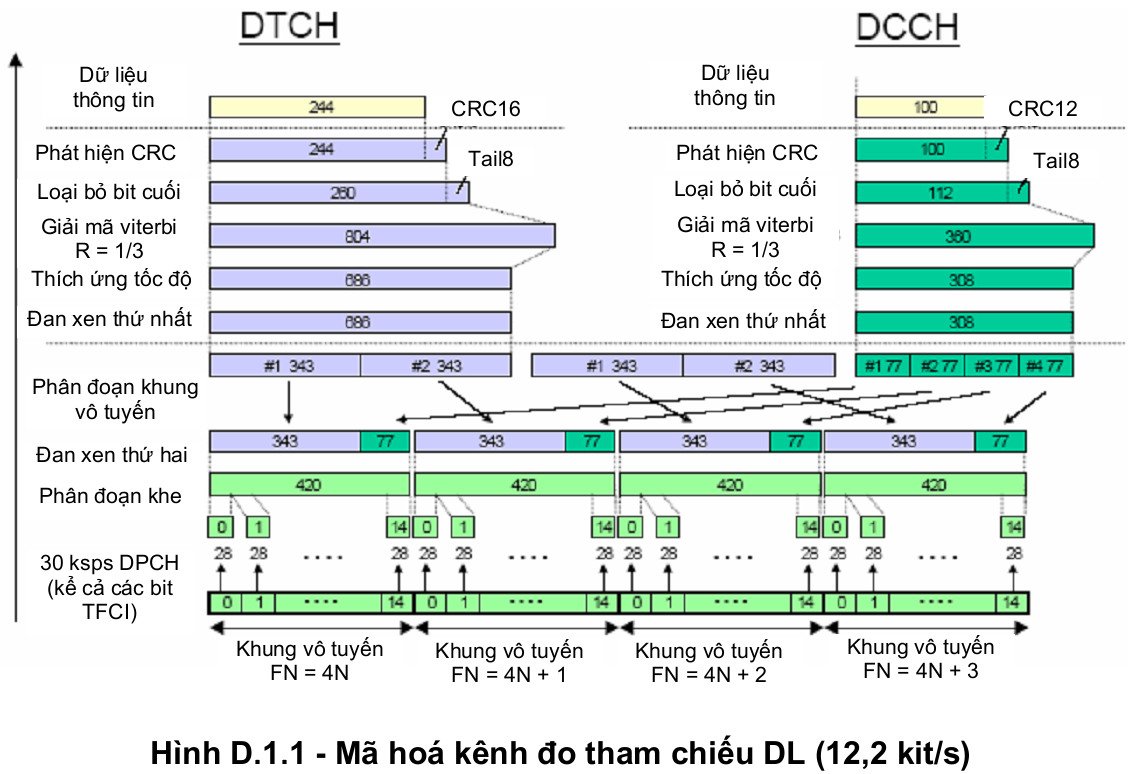 DTCH
DCCH
Dữ liệu
thông tin
244
CRC16
Phát hiện CRC
244
Tail8
Loại bỏ bit cuối
260
Giải mã viterbi
R = 1/3
804
Thích ứng tốc độ
686
Đan xen thứ nhất
686
Dữ liệu
thông tin
100
CRC12
Phát hiện CRC
100
Tail8
Loại bỏ bit cuối
112
Giải mã viterbi
R = 1/3
360
Thích ứng tốc độ
308
Đan xen thứ nhất
308
Phân đoạn khung
vô tuyến
#1 343 #2 343 #1 343 #2 343 #1 77 #2 77 #3 77 #4 77
Đan xen thứ hai
343 77 343 77 343 77 343 77
Phân đoạn khe
420 420 420 420
0 1 14 0 1 14 0 1 14 0 1 14
28 28 .... 28 28 28 .... 28 28 28 .... 28 28 28 .... 28
30 ksps DPCH
(kể cả các bit
TFCI)
0 1 .... 14 0 1 .... 14 0 1 .... 14 0 1 .... 14
Khung vô tuyến
FN = 4N
Khung vô tuyến
FN = 4N + 1
Khung vô tuyến
FN = 4N + 2
Khung vô tuyến
FN = 4N + 3
Hình D.1.1 - Mã hoá kênh đo tham chiếu DL (12,2 kit/s)